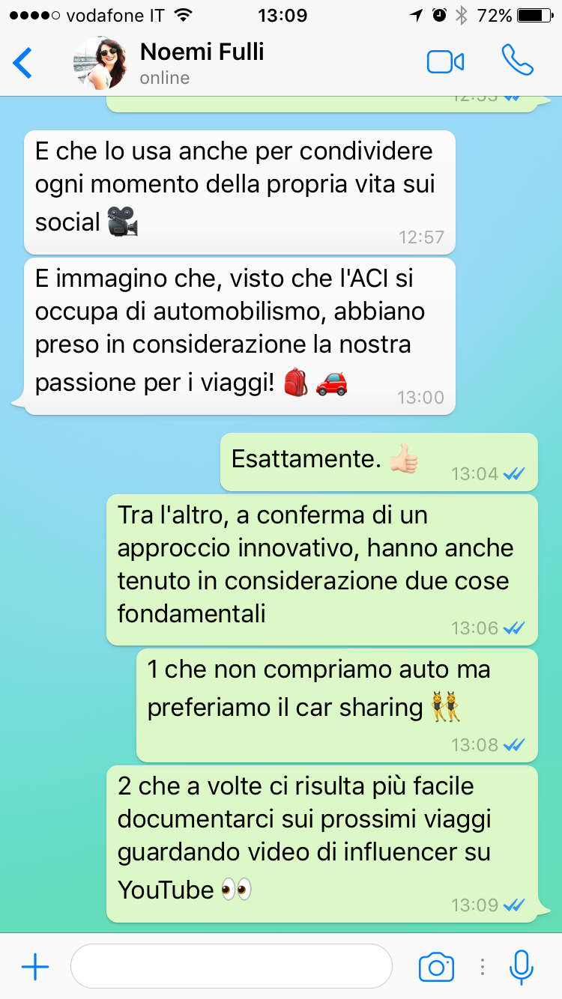 vodafone IT 13:09 72%
Noemi Fulli
online
E che lo usa anche per condividere
ogni momento della propria vita sui
social
12:57
E immagino che, visto che l'ACI si
occupa di automobilismo, abbiano
preso in considerazione la nostra
passione per i viaggi!
13:00
Esattamente.
13:04
Tra l'altro, a conferma di un
approccio innovativo, hanno anche
tenuto in considerazione due cose
fondamentali
13:06
1 che non compriamo auto ma
preferiamo il car sharing
13:08
2 che a volte ci risulta più facile
documentarci sui prossimi viaggi
guardando video di influencer su
YouTube
13:09